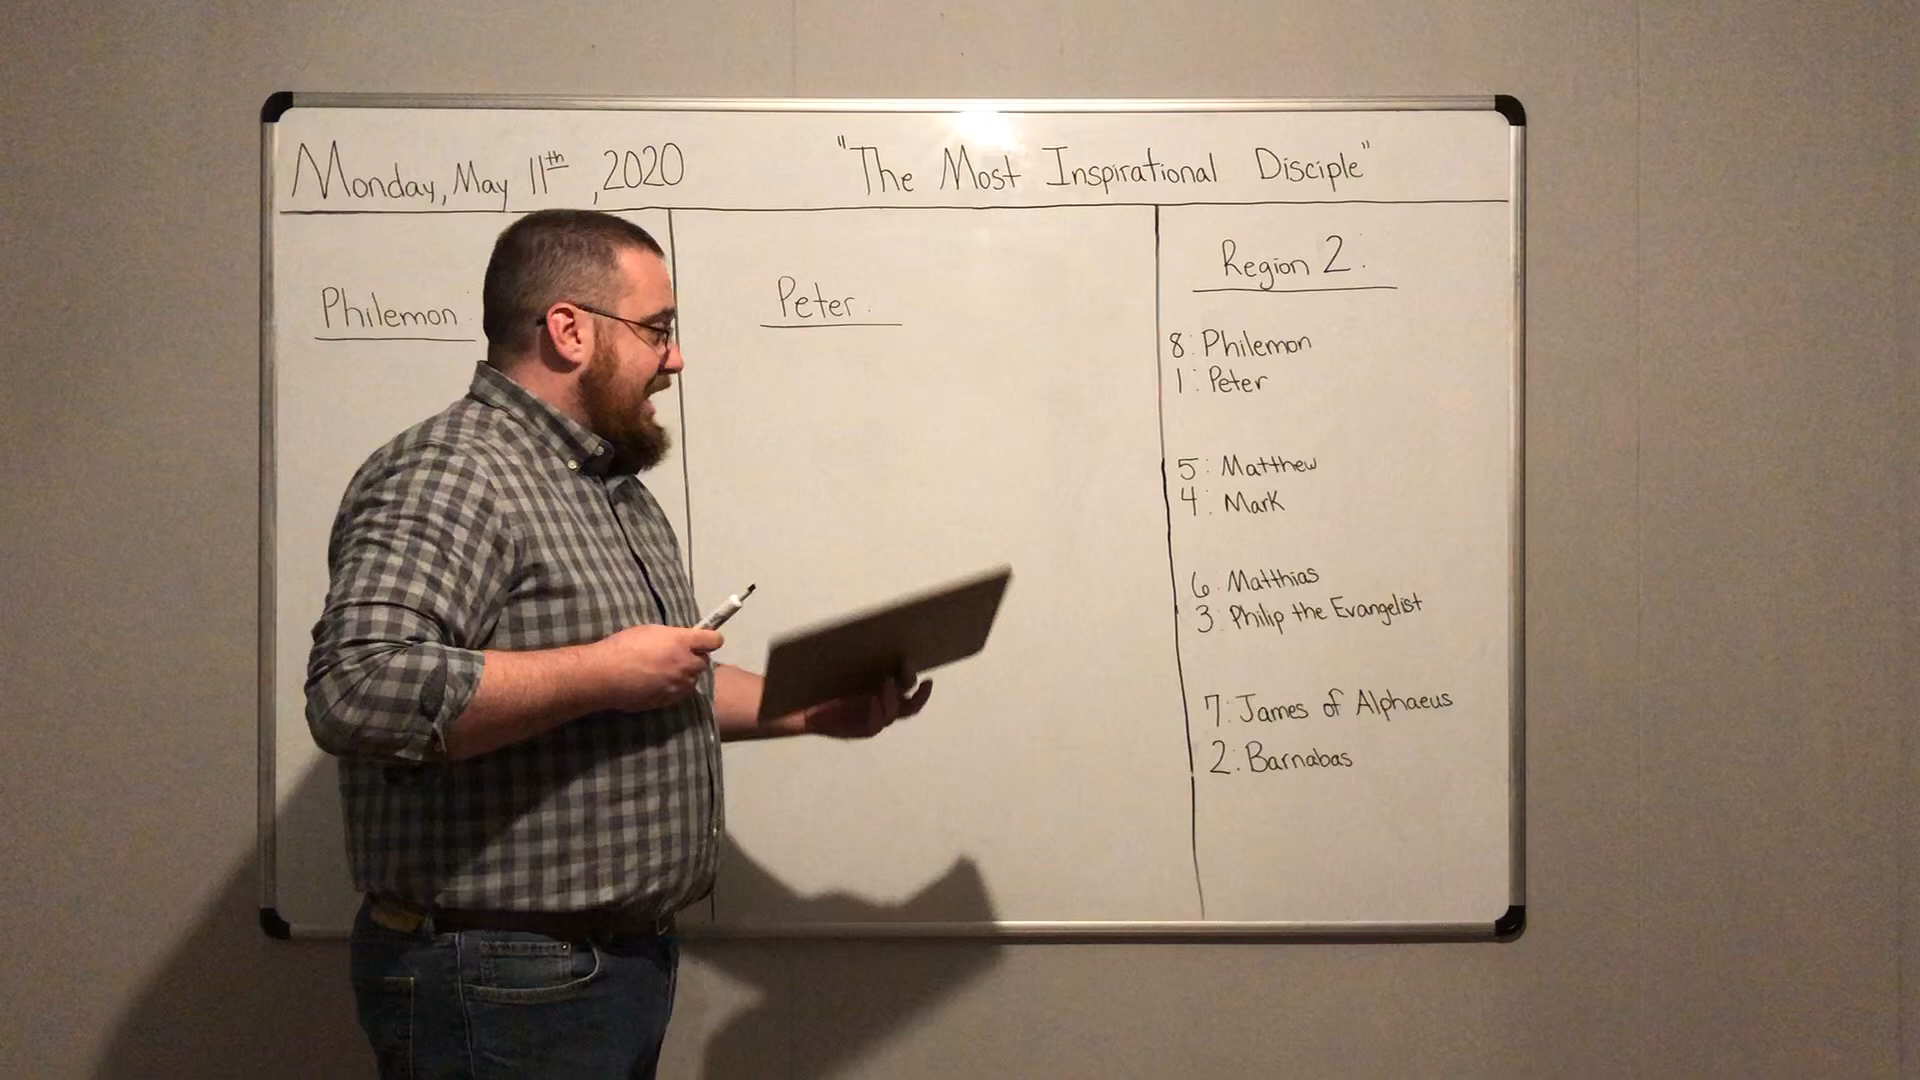 Monday, May 11th, 2020
"The Most Inspirational Disciple"
Philemon
Peter.
Region 2.
8: Philemon
1: Peter
5: Matthew
4: Mark
6: Matthias
3: Philip the Evangelist
7: James of Alphaeus
2: Barnabas